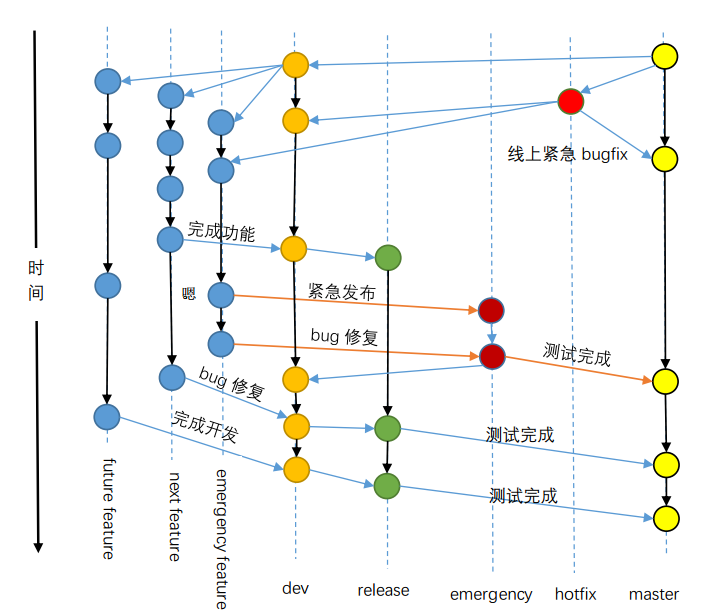 线上紧急 bugfix
完成功能
时
间
嗯
紧急发布
bug 修复
测试完成
bug 修复
完成开发
测试完成
测试完成
future feature
next feature
emergency feature
dev
release
emergency
hotfix
master